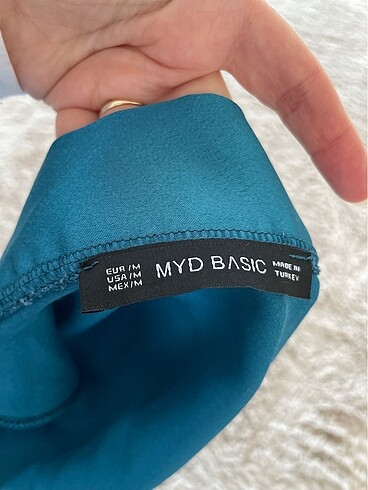 EUR/M
USA/M
MEX/M
MYD BASIC
MADE IN
TURKEY